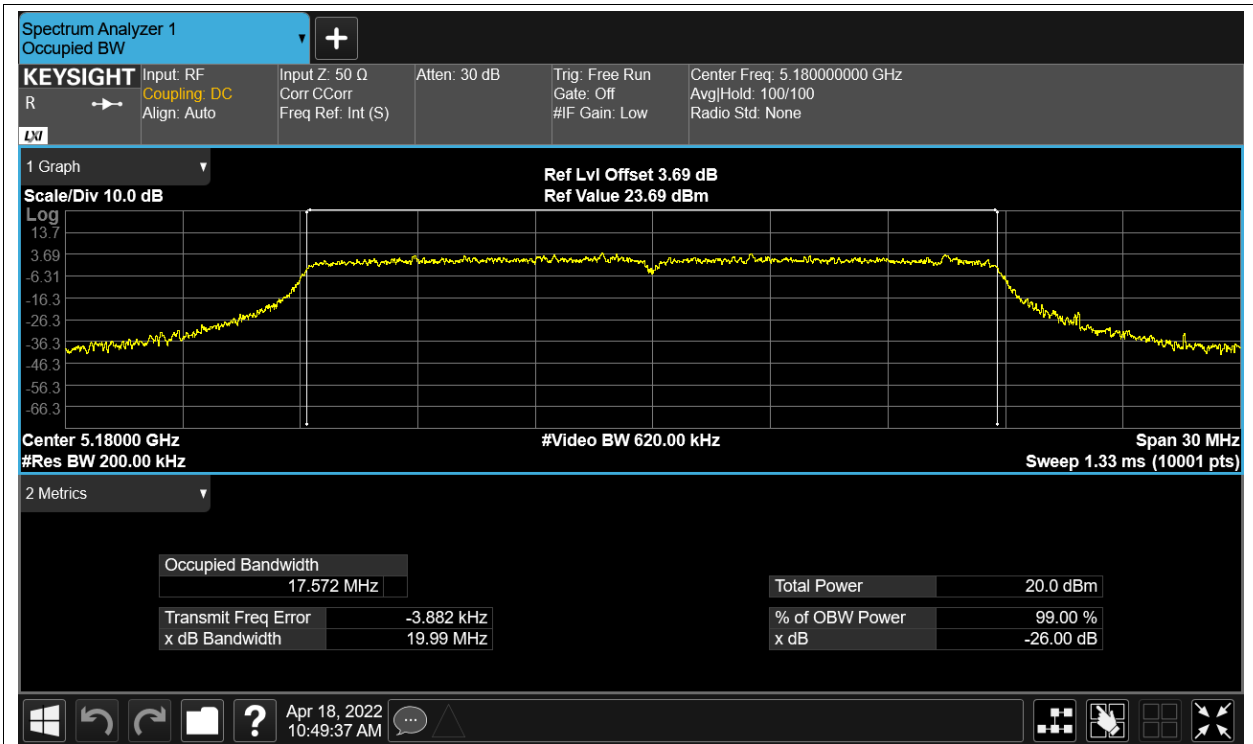 Spectrum Analyzer 1
Occupied BW
KEYSIGHT
R
LXI
Input: RF
Coupling: DC
Align: Auto
Input Z: 50 Ω
Corr CCorr
Freq Ref: Int (S)
Atten: 30 dB
Trig: Free Run
Gate: Off
#IF Gain: Low
Center Freq: 5.180000000 GHz
Avg|Hold: 100/100
Radio Std: None
1 Graph
Scale/Div 10.0 dB
Ref Lvl Offset 3.69 dB
Ref Value 23.69 dBm
Log
13.7
3.69
-6.31
-16.3
-26.3
-36.3
-46.3
-56.3
-66.3
Center 5.18000 GHz
#Video BW 620.00 kHz
Span 30 MHz
#Res BW 200.00 kHz
Sweep 1.33 ms (10001 pts)
2 Metrics
Occupied Bandwidth
17.572 MHz
Total Power 20.0 dBm
Transmit Freq Error -3.882 kHz
% of OBW Power 99.00 %
x dB Bandwidth 19.99 MHz
x dB -26.00 dB
?
Apr 18, 2022
10:49:37 AM